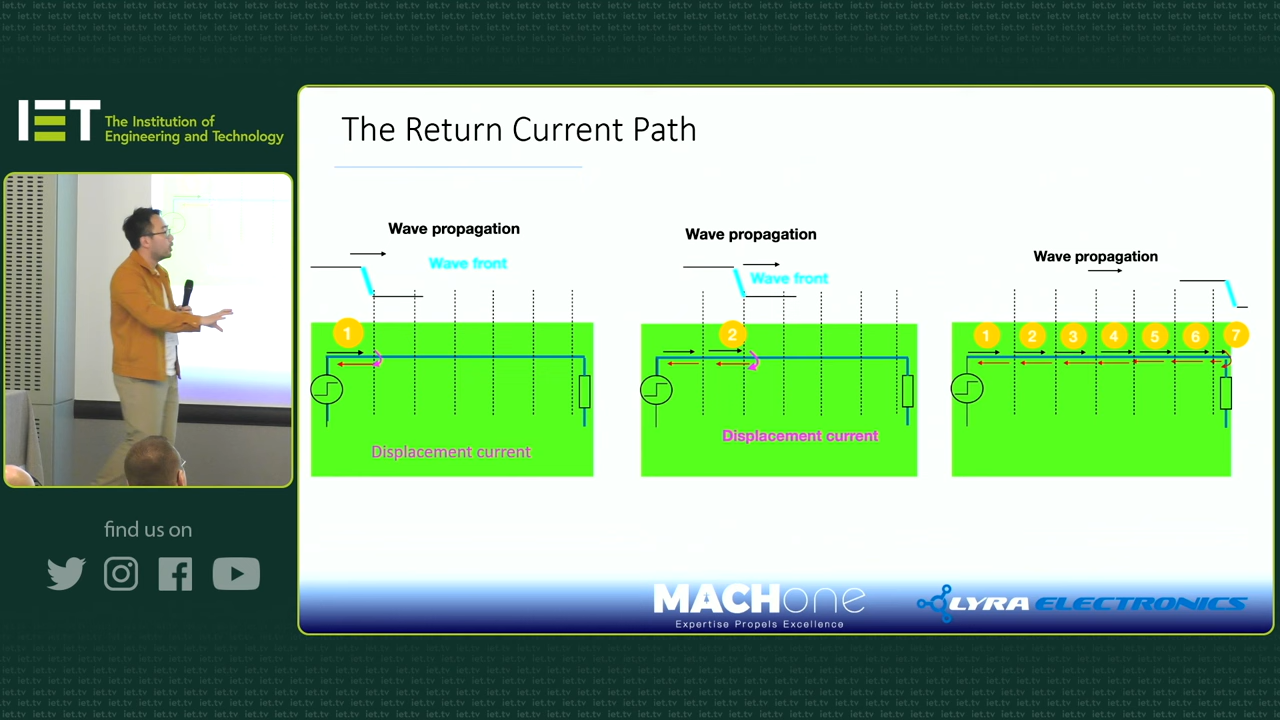 IET The Institution of
Engineering and Technology
find us on
The Return Current Path
Wave propagation
Wave front
1
Displacement current
Wave propagation
Wave front
2
Displacement current
Wave propagation
1 2 3 4 5 6 7
MACHone
Expertise Propels Excellence
LYRA ELECTRONICS